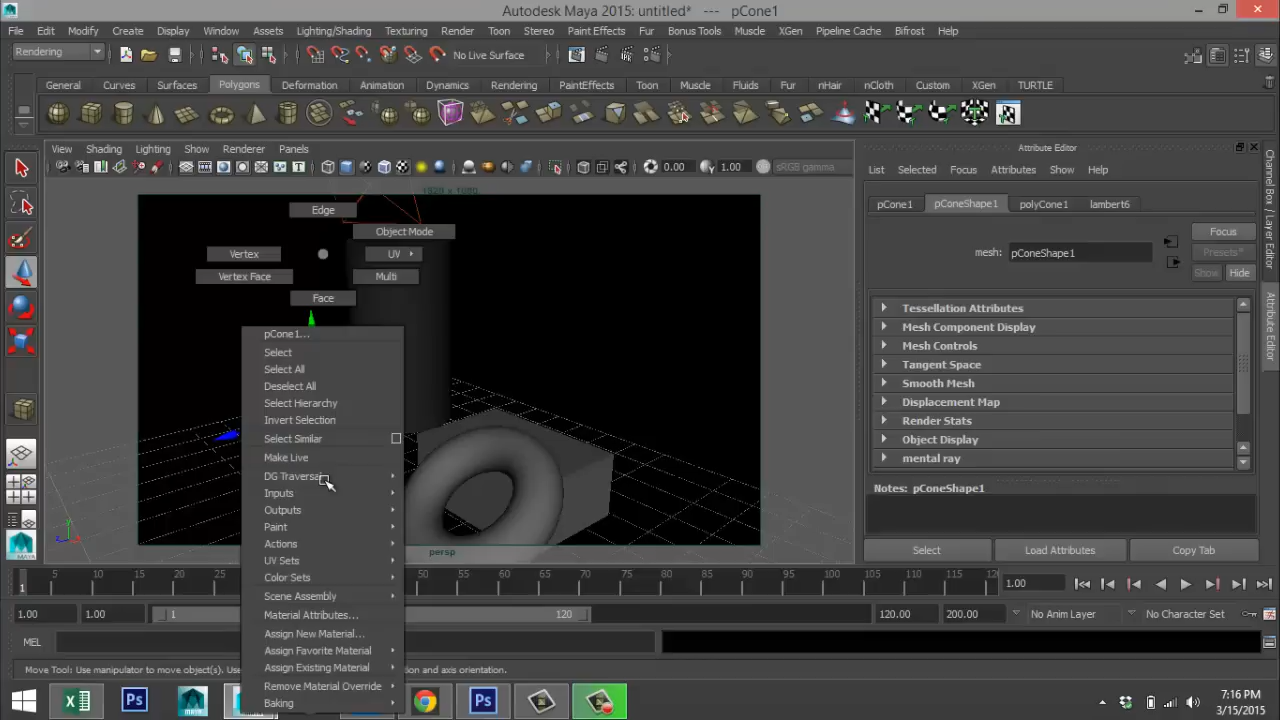 Autodesk Maya 2015: untitled* --- pCone1
File Edit Modify Create Display Window Assets Lighting/Shading Texturing Render Toon Stereo Paint Effects Fur Bonus Tools Muscle XGen Pipeline Cache Bifrost Help
Rendering No Live Surface
General Curves Surfaces Polygons Deformation Animation Dynamics Rendering PaintEffects Toon Muscle Fluids Fur nHair nCloth Custom XGen TURTLE
View Shading Lighting Show Renderer Panels
0.00 1.00 sRGB gamma
1920 x 1080
Edge
Object Mode
Vertex UV
Vertex Face Multi
Face
pCone1...
Select
Select All
Deselect All
Select Hierarchy
Invert Selection
Select Similar
Make Live
DG Traversal
Inputs
Outputs
Paint
Actions
UV Sets
Color Sets
Scene Assembly
Material Attributes...
Assign New Material...
Assign Favorite Material
Assign Existing Material
Remove Material Override
Baking
persp
Attribute Editor
List Selected Focus Attributes Show Help
pCone1 pConeShape1 polyCone1 lambert6
Focus
mesh: pConeShape1 Presets*
Show Hide
Tessellation Attributes
Mesh Component Display
Mesh Controls
Tangent Space
Smooth Mesh
Displacement Map
Render Stats
Object Display
mental ray
Notes: pConeShape1
Select Load Attributes Copy Tab
Channel Box / Layer Editor
Attribute Editor
1 5 10 15 20 25 30 50 55 60 65 70 75 80 85 90 95 100 105 110 115 120 1.00
1.00 1.00 1 120 120.00 200.00 No Anim Layer No Character Set
MEL
Move Tool: Use manipulator to move object(s). Use and axis orientation.
7:16 PM
3/15/2015